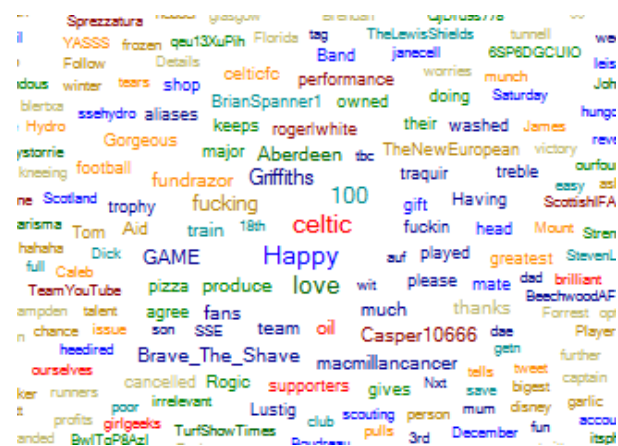 Sprezzatura glasgow Brendan
YASSS frozen qeu13XuPih Florida tag TheLewisShields tunnell
Follow Details Band janecell 6SP6DGCUIO
winter tears shop celticfc performance worries munch
BrianSpanner1 owned doing Saturday
Hydro ssehydro aliases
keeps rogerlwhite their washed James
Gorgeous major Aberdeen tbc TheNewEuropean victory
kneeing football fundrazor Griffiths traquir treble
easy
Scotland trophy fucking 100 gift Having ScottishFA
Tom Aid train 18th celtic fuckin head Mount
hahaha Dick GAME Happy auf played greatest
full Caleb
TeamYouTube pizza produce love wit please mate dad brilliant
BeechwoodAF
talent agree fans much thanks Forrest
chance issue son SSE team oil Casper10666 dae Player
heedired Brave_The_Shave macmillancancer getn further
ourselves tells tweet
runners cancelled Rogic supporters gives Nxt save bigest captain
poor irrelevant Lustig club scouting person mum disney garlic
profits girlgeeks TurfShowTimes pulls 3rd December fun